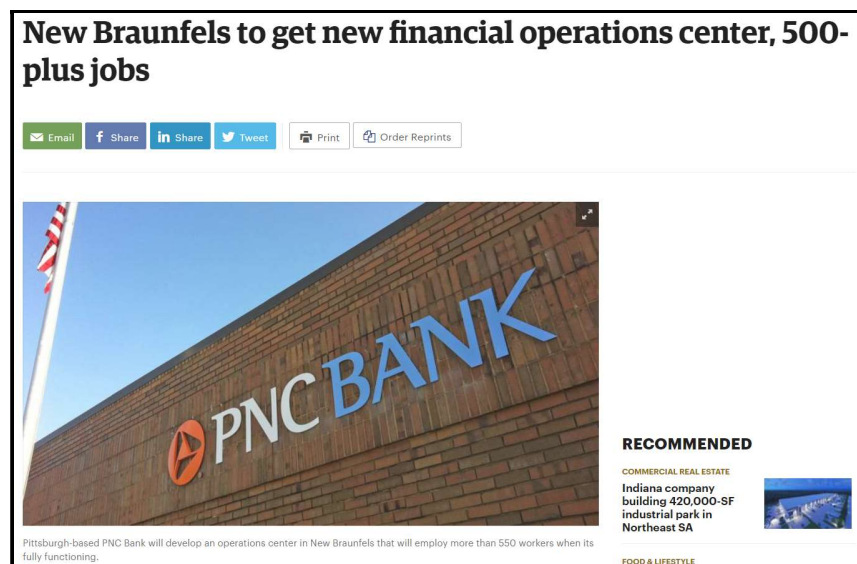 New Braunfels to get new financial operations center, 500-
plus jobs
Email
Share
Share
Tweet
Print
Order Reprints
PNC BANK
Pittsburgh-based PNC Bank will develop an operations center in New Braunfels that will employ more than 550 workers when its
fully functioning.
RECOMMENDED
COMMERCIAL REAL ESTATE
Indiana company
building 420,000-SF
industrial park in
Northeast SA
FOOD & LIFESTYLE